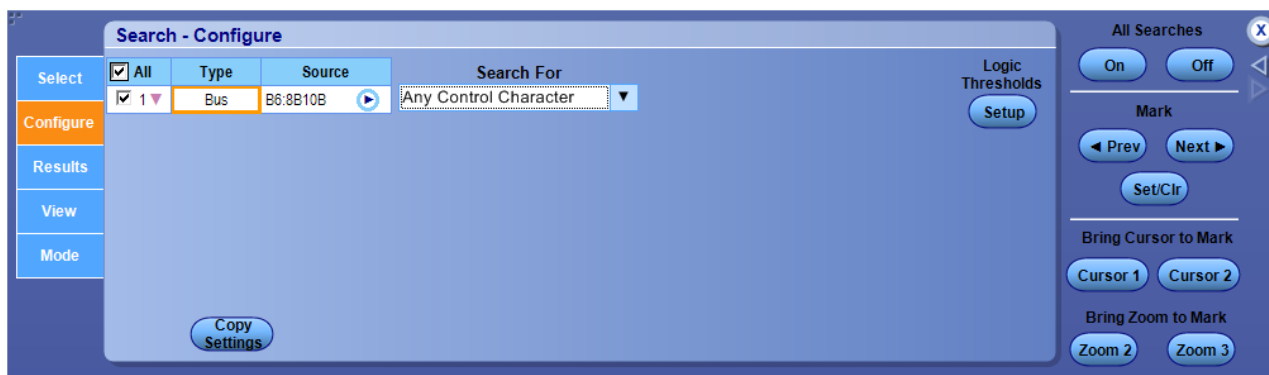 Search - Configure
Select
Configure
Results
View
Mode
All Type Source
1 Bus B6:8B10B
Search For
Any Control Character
Logic
Thresholds
Setup
Copy
Settings
All Searches
X
On Off
Mark
◄ Prev Next ►
Set/Clr
Bring Cursor to Mark
Cursor 1 Cursor 2
Bring Zoom to Mark
Zoom 2 Zoom 3